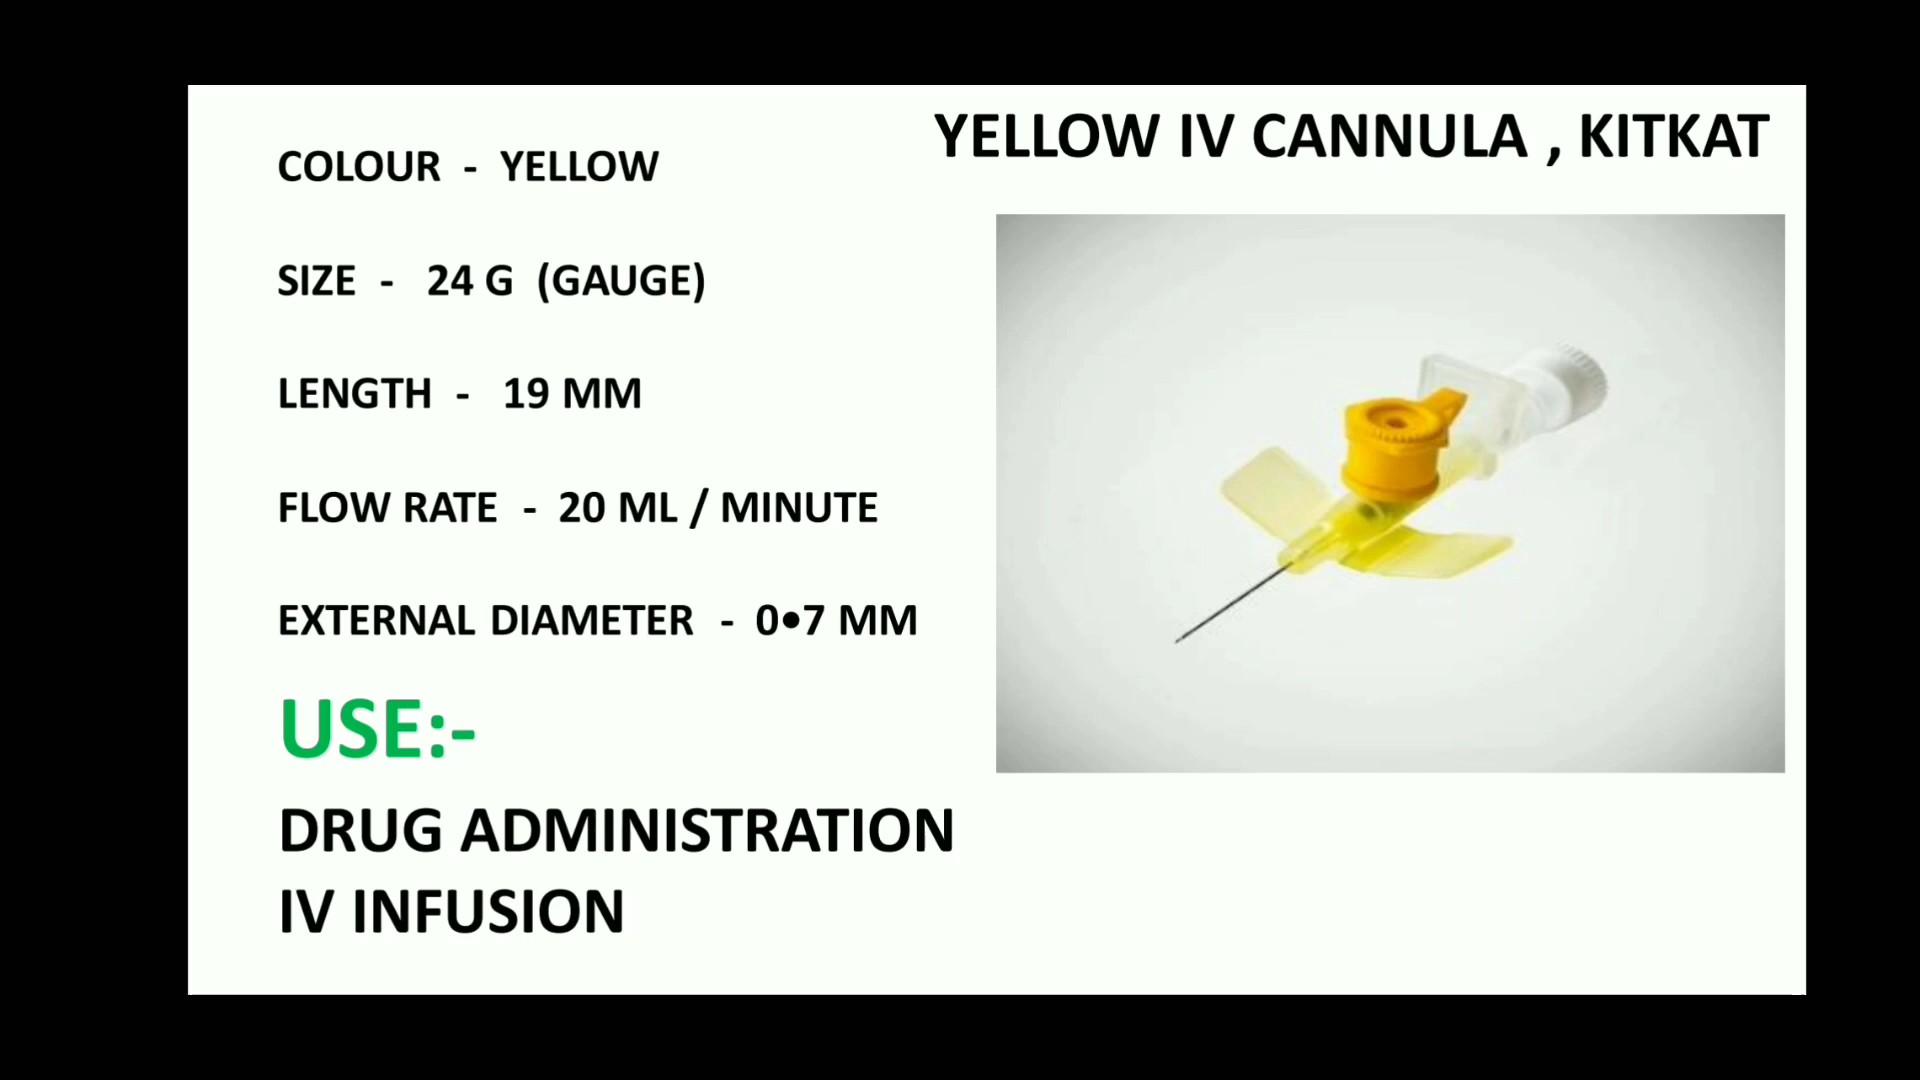 YELLOW IV CANNULA , KITKAT
COLOUR - YELLOW
SIZE - 24 G (GAUGE)
LENGTH - 19 MM
FLOW RATE - 20 ML / MINUTE
EXTERNAL DIAMETER - 0•7 MM
USE:-
DRUG ADMINISTRATION
IV INFUSION